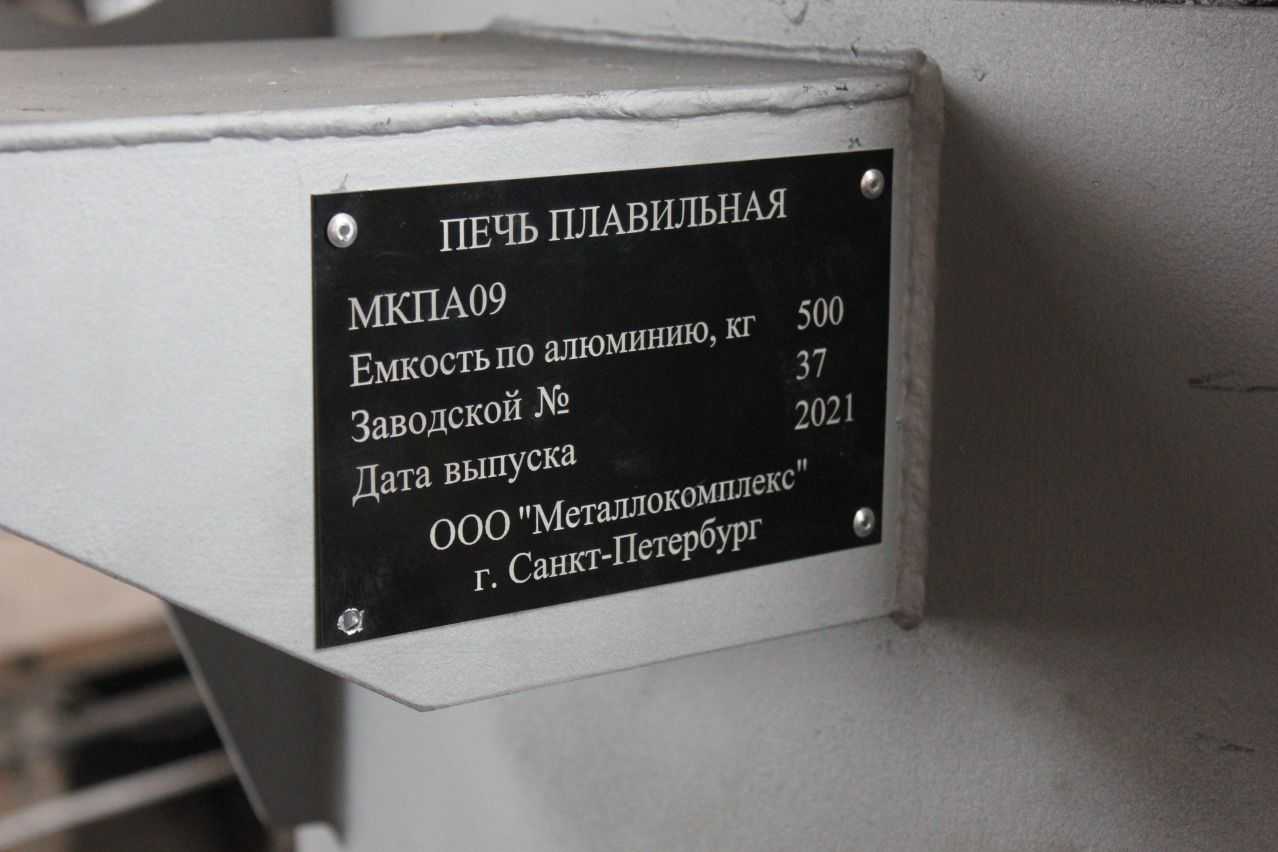 ПЕЧЬ ПЛАВИЛЬНАЯ
МКПА09
Емкость по алюминию, кг 500
Заводской № 37
Дата выпуска 2021
ООО "Металлокомплекс"
г. Санкт-Петербург